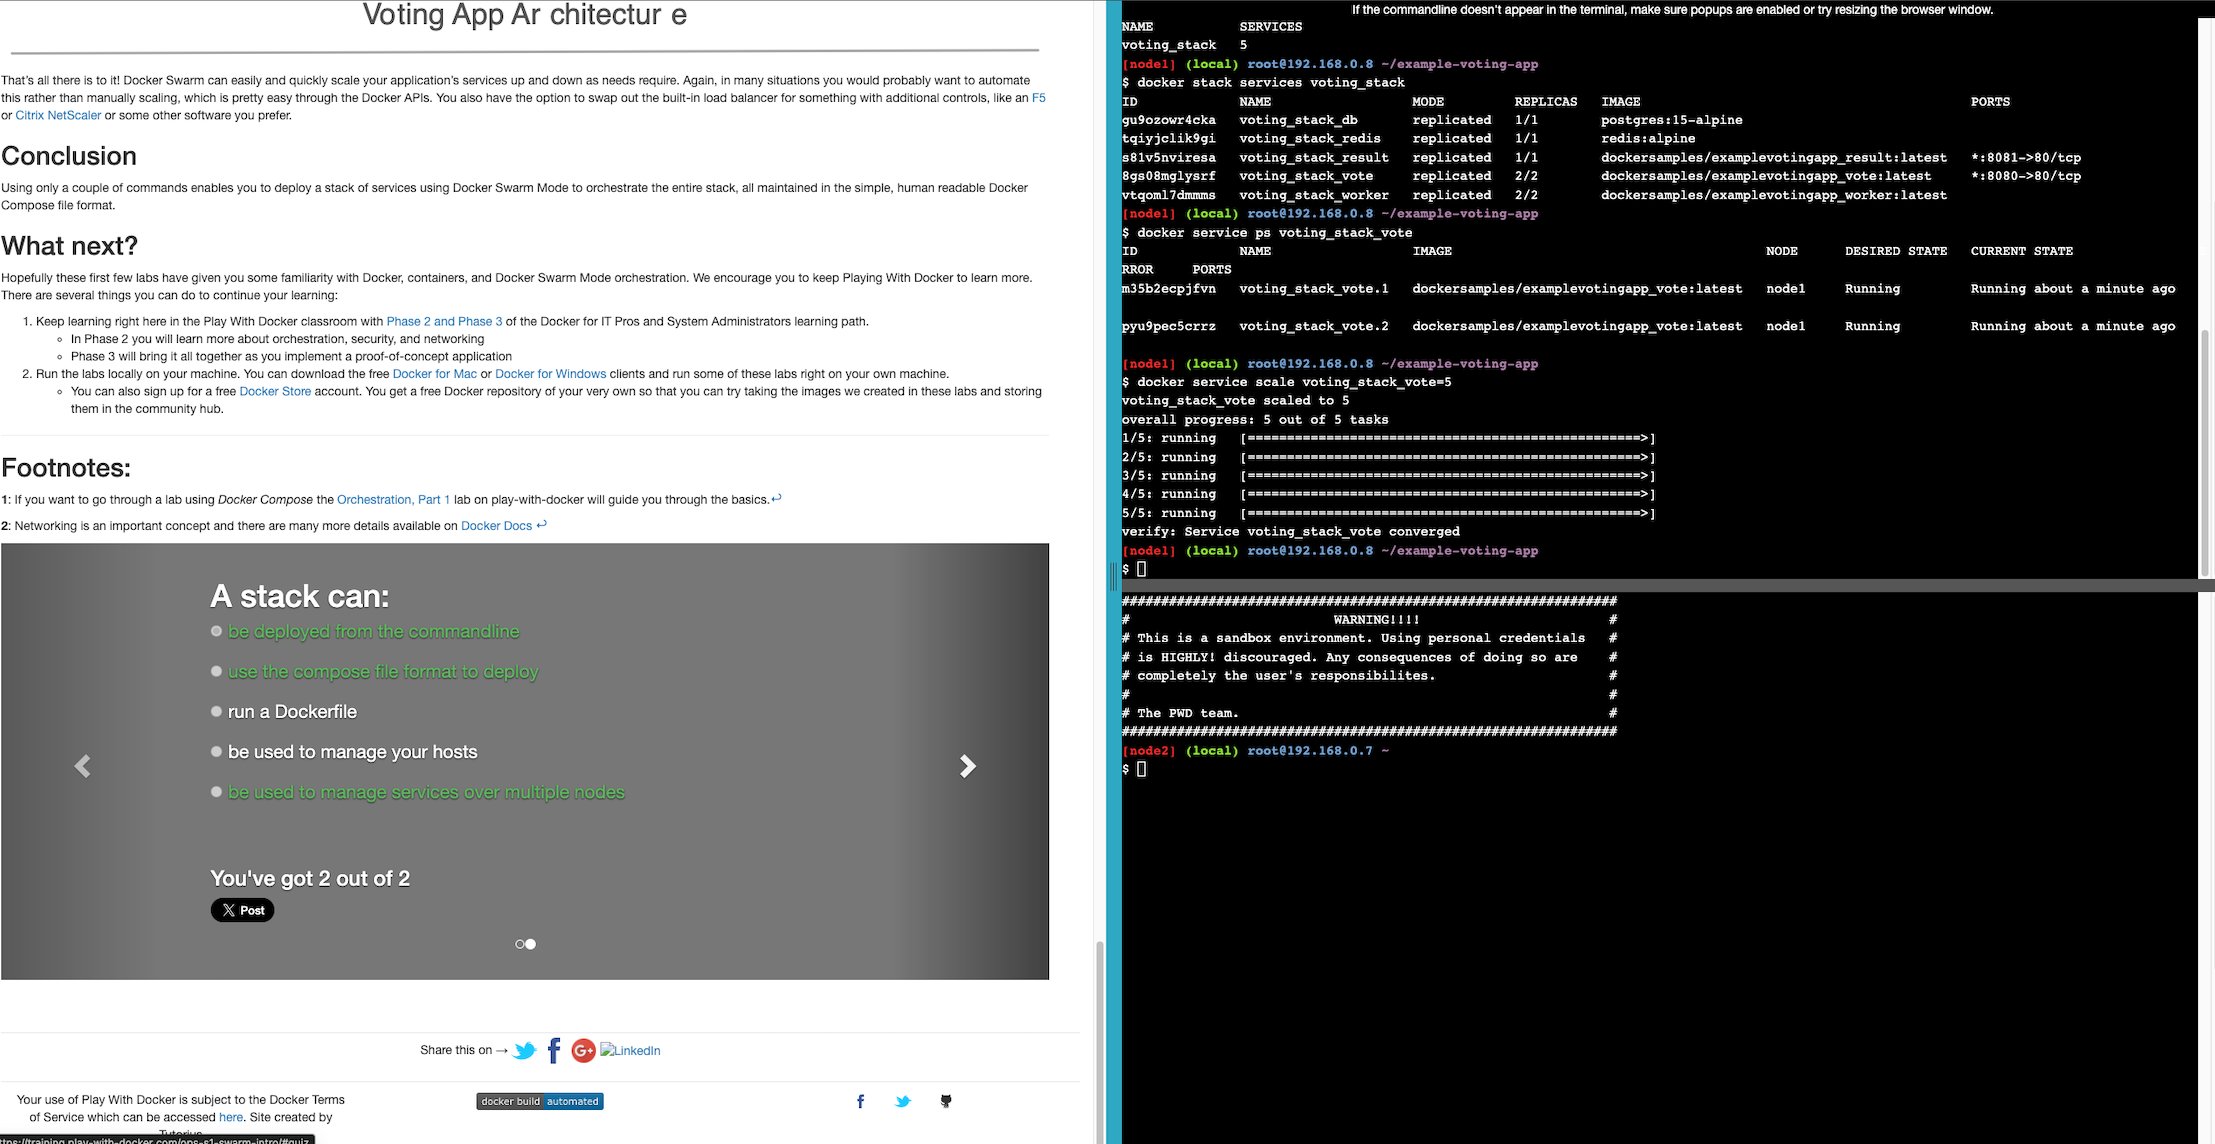 Voting App Ar chitectur e
That's all there is to it! Docker Swarm can easily and quickly scale your application's services up and down as needs require. Again, in many situations you would probably want to automate
this rather than manually scaling, which is pretty easy through the Docker APIs. You also have the option to swap out the built-in load balancer for something with additional controls, like an F5
or Citrix NetScaler or some other software you prefer.
Conclusion
Using only a couple of commands enables you to deploy a stack of services using Docker Swarm Mode to orchestrate the entire stack, all maintained in the simple, human readable Docker
Compose file format.
What next?
Hopefully these first few labs have given you some familiarity with Docker, containers, and Docker Swarm Mode orchestration. We encourage you to keep Playing With Docker to learn more.
There are several things you can do to continue your learning:
1. Keep learning right here in the Play With Docker classroom with Phase 2 and Phase 3 of the Docker for IT Pros and System Administrators learning path.
In Phase 2 you will learn more about orchestration, security, and networking
Phase 3 will bring it all together as you implement a proof-of-concept application
2. Run the labs locally on your machine. You can download the free Docker for Mac or Docker for Windows clients and run some of these labs right on your own machine.
You can also sign up for a free Docker Store account. You get a free Docker repository of your very own so that you can try taking the images we created in these labs and storing
them in the community hub.
Footnotes:
1: If you want to go through a lab using Docker Compose the Orchestration, Part 1 lab on play-with-docker will guide you through the basics.↩
2: Networking is an important concept and there are many more details available on Docker Docs ↩
A stack can:
be deployed from the commandline
use the compose file format to deploy
run a Dockerfile
be used to manage your hosts
be used to manage services over multiple nodes
You've got 2 out of 2
X Post
Share this on → LinkedIn
Your use of Play With Docker is subject to the Docker Terms
of Service which can be accessed here. Site created by
docker build automated
If the commandline doesn't appear in the terminal, make sure popups are enabled or try resizing the browser window.
NAME SERVICES
voting_stack 5
[node1] (local) root@192.168.0.8 ~/example-voting-app
$ docker stack services voting_stack
ID NAME MODE REPLICAS IMAGE PORTS
gu9ozowr4cka voting_stack_db replicated 1/1 postgres:15-alpine
tqiyjclik9gi voting_stack_redis replicated 1/1 redis:alpine
s81v5nviresa voting_stack_result replicated 1/1 dockersamples/examplevotingapp_result:latest *:8081->80/tcp
8gs08mglysrf voting_stack_vote replicated 2/2 dockersamples/examplevotingapp_vote:latest *:8080->80/tcp
vtqoml7dmmms voting_stack_worker replicated 2/2 dockersamples/examplevotingapp_worker:latest
[node1] (local) root@192.168.0.8 ~/example-voting-app
$ docker service ps voting_stack_vote
ID NAME IMAGE NODE DESIRED STATE CURRENT STATE
RROR PORTS
m35b2ecpjfvn voting_stack_vote.1 dockersamples/examplevotingapp_vote:latest node1 Running Running about a minute ago
pyu9pec5crrz voting_stack_vote.2 dockersamples/examplevotingapp_vote:latest node1 Running Running about a minute ago
[node1] (local) root@192.168.0.8 ~/example-voting-app
$ docker service scale voting_stack_vote=5
voting_stack_vote scaled to 5
overall progress: 5 out of 5 tasks
1/5: running [==================================================>]
2/5: running [==================================================>]
3/5: running [==================================================>]
4/5: running [==================================================>]
5/5: running [==================================================>]
verify: Service voting_stack_vote converged
[node1] (local) root@192.168.0.8 ~/example-voting-app
$
###############################################################
# WARNING!!!! #
# This is a sandbox environment. Using personal credentials #
# is HIGHLY! discouraged. Any consequences of doing so are #
# completely the user's responsibilites. #
# #
# The PWD team. #
###############################################################
[node2] (local) root@192.168.0.7 ~
$